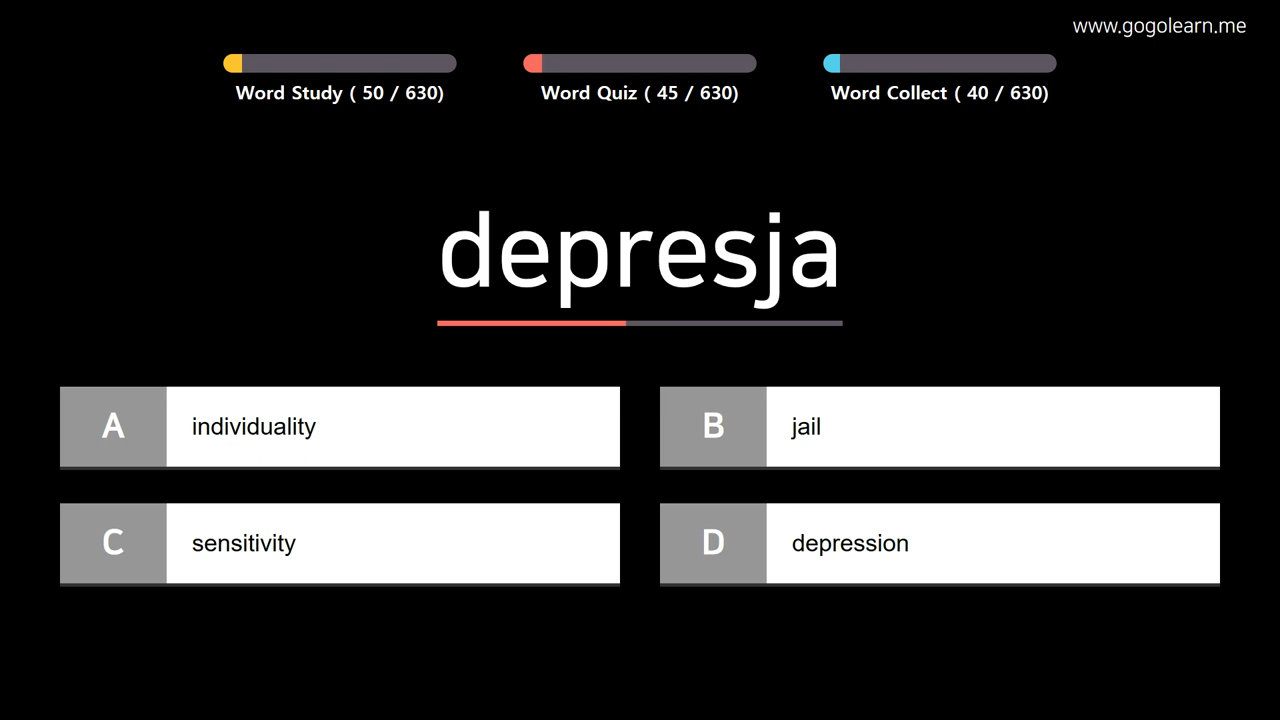 www.gogolearn.me
Word Study ( 50 / 630)
Word Quiz ( 45 / 630)
Word Collect ( 40 / 630)
depresja
A individuality
B jail
C sensitivity
D depression